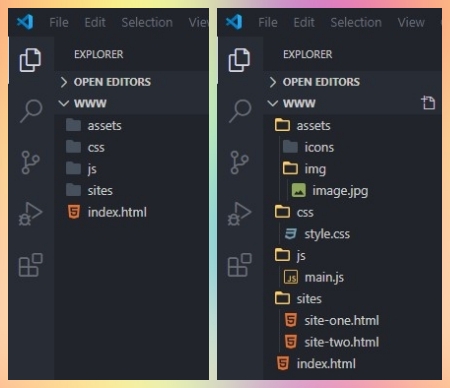 File Edit Selection View
EXPLORER
OPEN EDITORS
WWW
assets
css
js
sites
index.html
File Edit Selection View
EXPLORER
OPEN EDITORS
WWW
assets
icons
img
image.jpg
css
style.css
js
main.js
sites
site-one.html
site-two.html
index.html